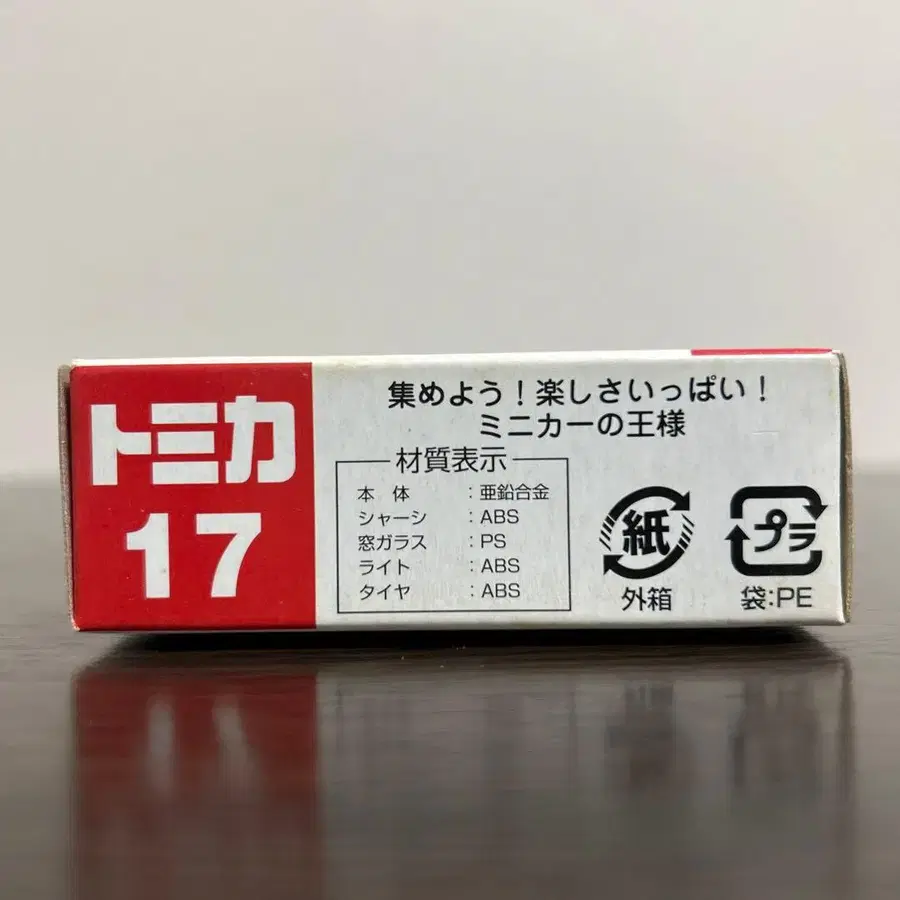 トミカ
17
集めよう！楽しさいっぱい！
ミニカーの王様
材質表示
本体：亜鉛合金
シャーシ：ABS
窓ガラス：PS
ライト：ABS
タイヤ：ABS
紙
外箱
プラ
袋:PE